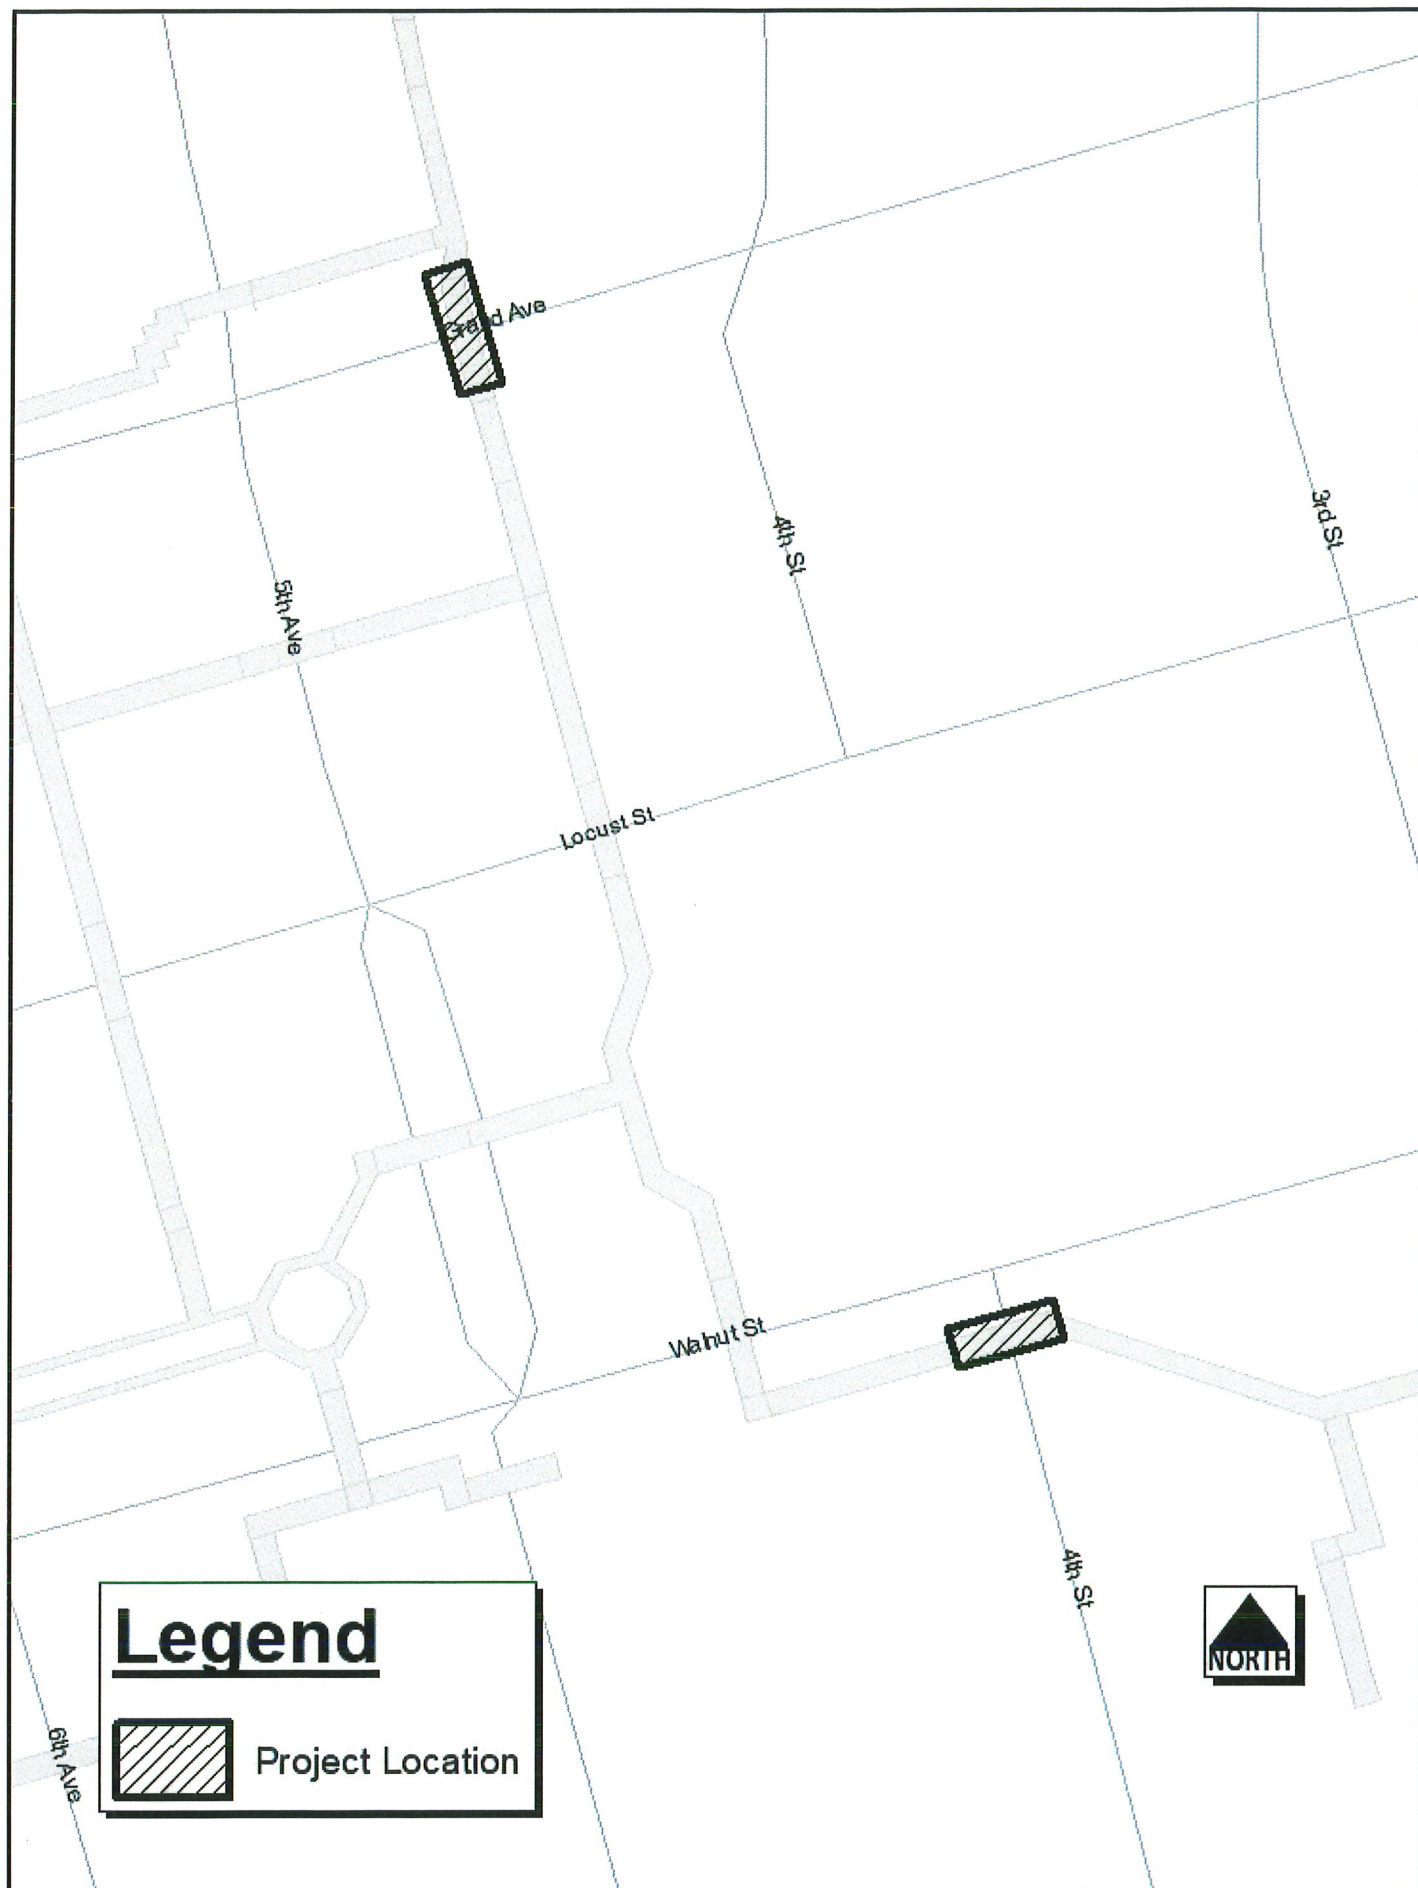 Grand Ave
4th St
3rd St
5th Ave
Locust St
Walnut St
4th St
Legend
Project Location
NORTH
6th Ave